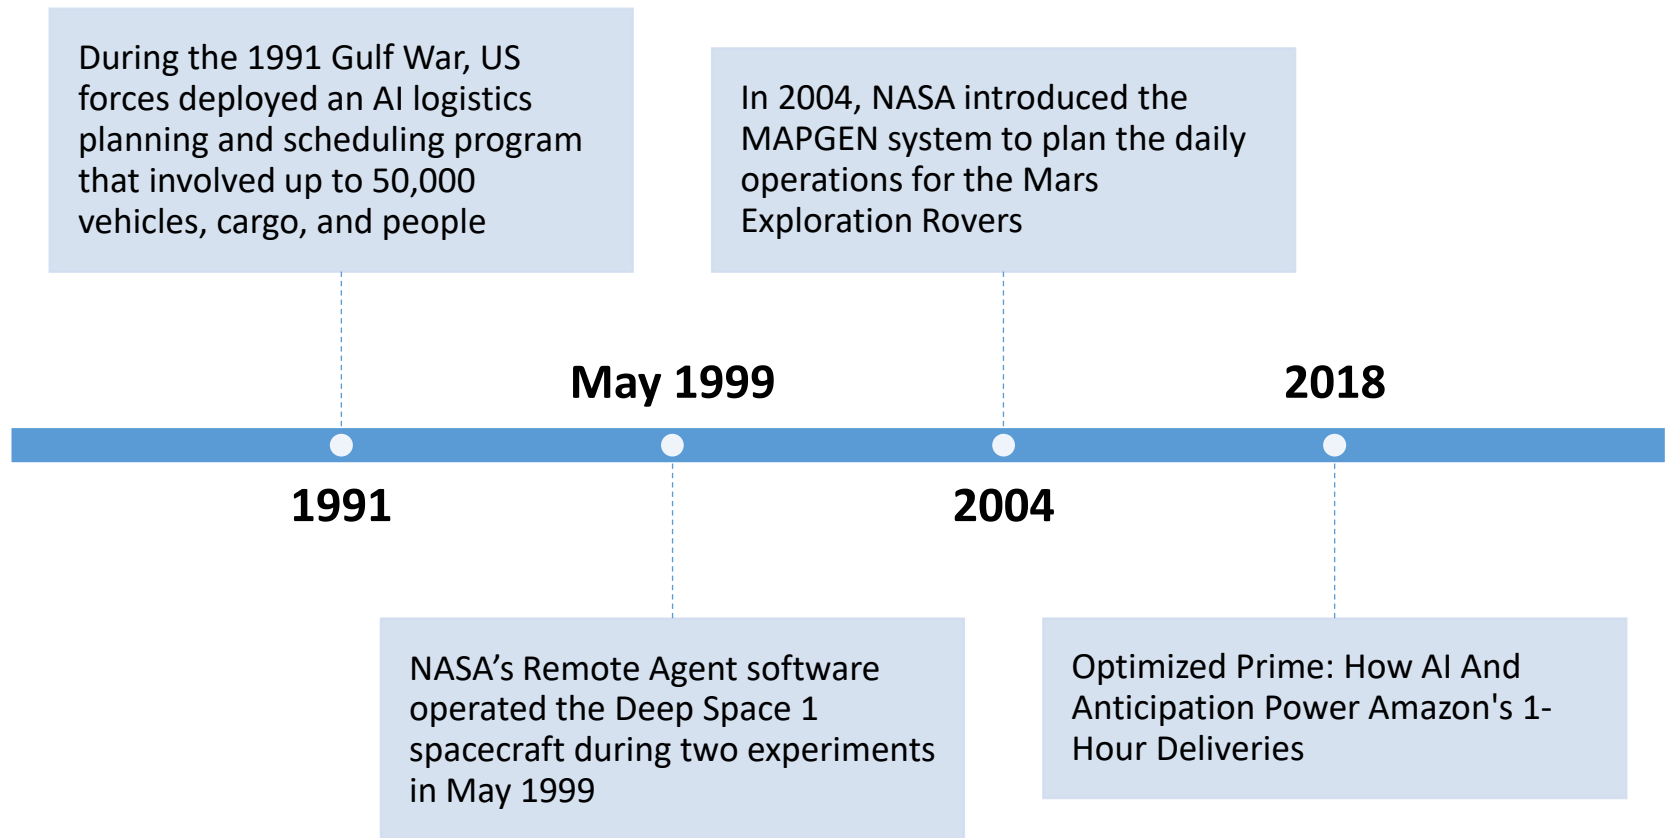 During the 1991 Gulf War, US
forces deployed an AI logistics
planning and scheduling program
that involved up to 50,000
vehicles, cargo, and people
In 2004, NASA introduced the
MAPGEN system to plan the daily
operations for the Mars
Exploration Rovers
May 1999
2018
1991
2004
NASA’s Remote Agent software
operated the Deep Space 1
spacecraft during two experiments
in May 1999
Optimized Prime: How AI And
Anticipation Power Amazon's 1-
Hour Deliveries